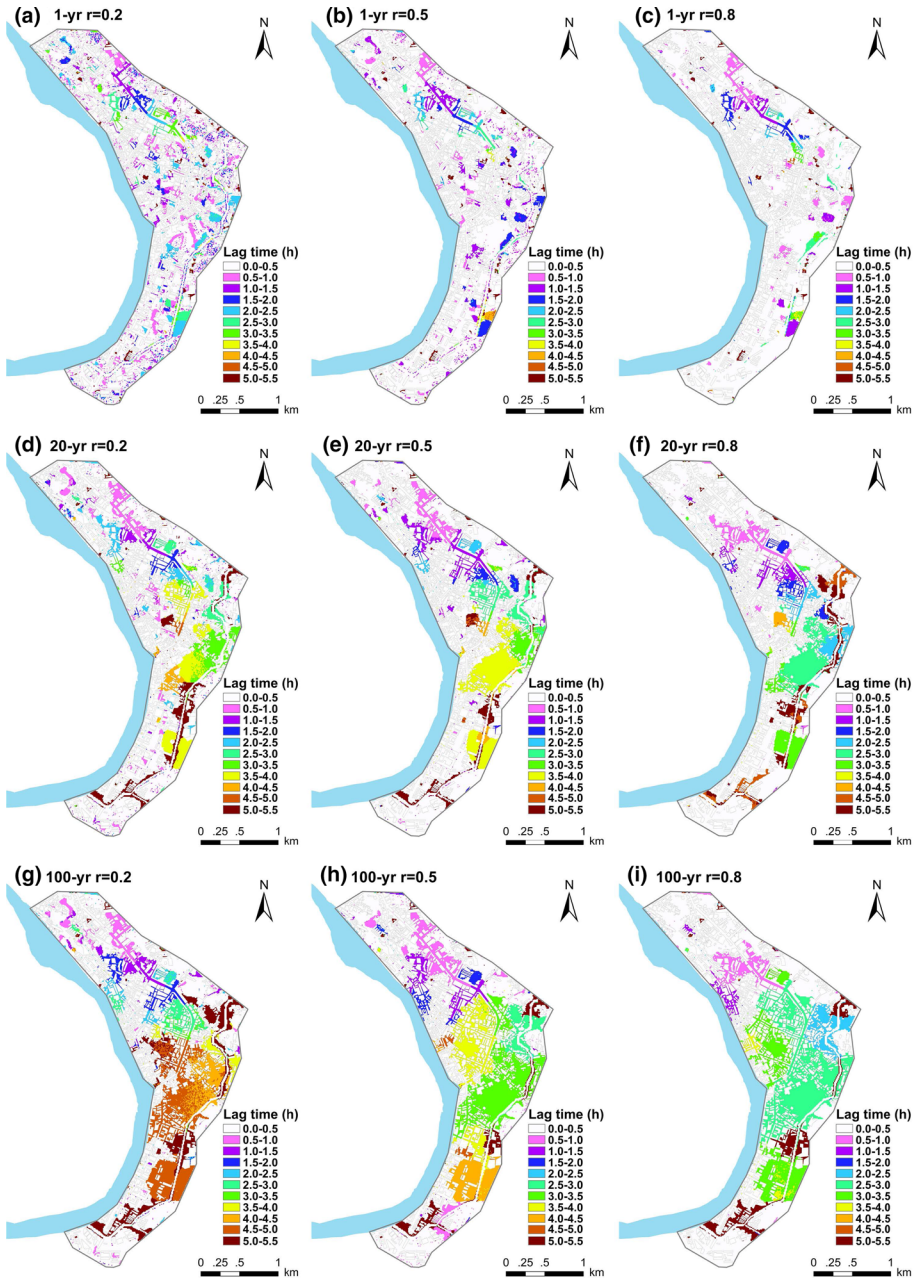 (a) 1-yr r=0.2
N
Lag time (h)
0.0-0.5
0.5-1.0
1.0-1.5
1.5-2.0
2.0-2.5
2.5-3.0
3.0-3.5
3.5-4.0
4.0-4.5
4.5-5.0
5.0-5.5
0 .25 .5 1
km
(b) 1-yr r=0.5
N
Lag time (h)
0.0-0.5
0.5-1.0
1.0-1.5
1.5-2.0
2.0-2.5
2.5-3.0
3.0-3.5
3.5-4.0
4.0-4.5
4.5-5.0
5.0-5.5
0 .25 .5 1
km
(c) 1-yr r=0.8
N
Lag time (h)
0.0-0.5
0.5-1.0
1.0-1.5
1.5-2.0
2.0-2.5
2.5-3.0
3.0-3.5
3.5-4.0
4.0-4.5
4.5-5.0
5.0-5.5
0 .25 .5 1
km
(d) 20-yr r=0.2
N
Lag time (h)
0.0-0.5
0.5-1.0
1.0-1.5
1.5-2.0
2.0-2.5
2.5-3.0
3.0-3.5
3.5-4.0
4.0-4.5
4.5-5.0
5.0-5.5
0 .25 .5 1
km
(e) 20-yr r=0.5
N
Lag time (h)
0.0-0.5
0.5-1.0
1.0-1.5
1.5-2.0
2.0-2.5
2.5-3.0
3.0-3.5
3.5-4.0
4.0-4.5
4.5-5.0
5.0-5.5
0 .25 .5 1
km
(f) 20-yr r=0.8
N
Lag time (h)
0.0-0.5
0.5-1.0
1.0-1.5
1.5-2.0
2.0-2.5
2.5-3.0
3.0-3.5
3.5-4.0
4.0-4.5
4.5-5.0
5.0-5.5
0 .25 .5 1
km
(g) 100-yr r=0.2
N
Lag time (h)
0.0-0.5
0.5-1.0
1.0-1.5
1.5-2.0
2.0-2.5
2.5-3.0
3.0-3.5
3.5-4.0
4.0-4.5
4.5-5.0
5.0-5.5
0 .25 .5 1
km
(h) 100-yr r=0.5
N
Lag time (h)
0.0-0.5
0.5-1.0
1.0-1.5
1.5-2.0
2.0-2.5
2.5-3.0
3.0-3.5
3.5-4.0
4.0-4.5
4.5-5.0
5.0-5.5
0 .25 .5 1
km
(i) 100-yr r=0.8
N
Lag time (h)
0.0-0.5
0.5-1.0
1.0-1.5
1.5-2.0
2.0-2.5
2.5-3.0
3.0-3.5
3.5-4.0
4.0-4.5
4.5-5.0
5.0-5.5
0 .25 .5 1
km